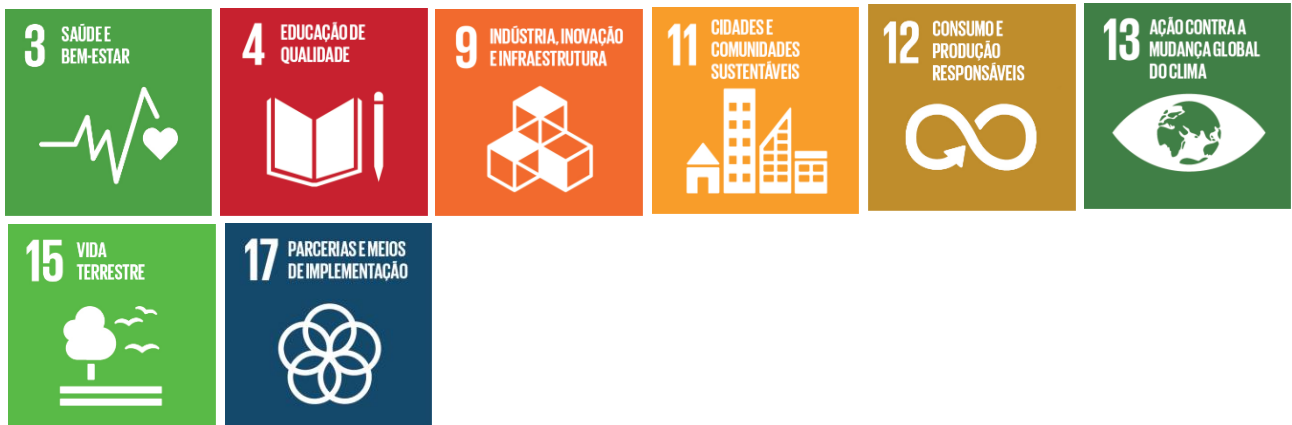 3 SAÚDE E
BEM-ESTAR
4 EDUCAÇÃO DE
QUALIDADE
9 INDÚSTRIA, INOVAÇÃO
E INFRAESTRUTURA
11 CIDADES E
COMUNIDADES
SUSTENTÁVEIS
12 CONSUMO E
PRODUÇÃO
RESPONSÁVEIS
13 AÇÃO CONTRA A
MUDANÇA GLOBAL
DO CLIMA
15 VIDA
TERRESTRE
17 PARCERIAS E MEIOS
DE IMPLEMENTAÇÃO